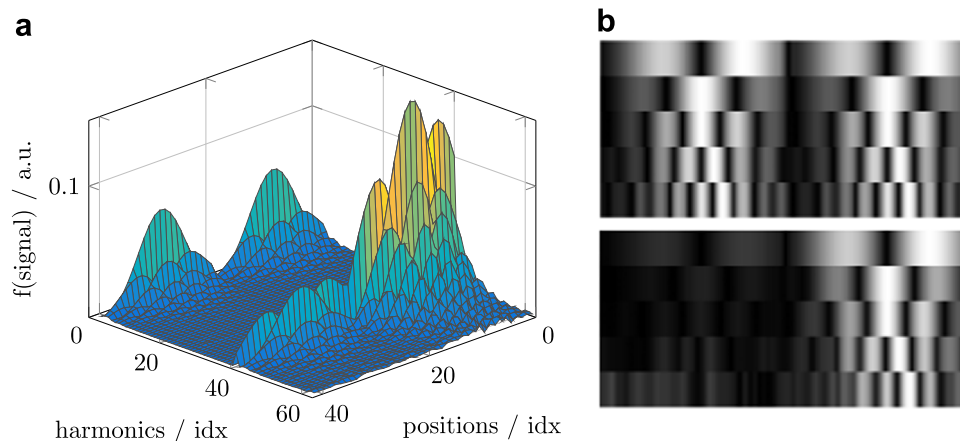 a
b
f(signal) / a.u.
0.1
0
20
40
60
40
20
0
harmonics / idx
positions / idx